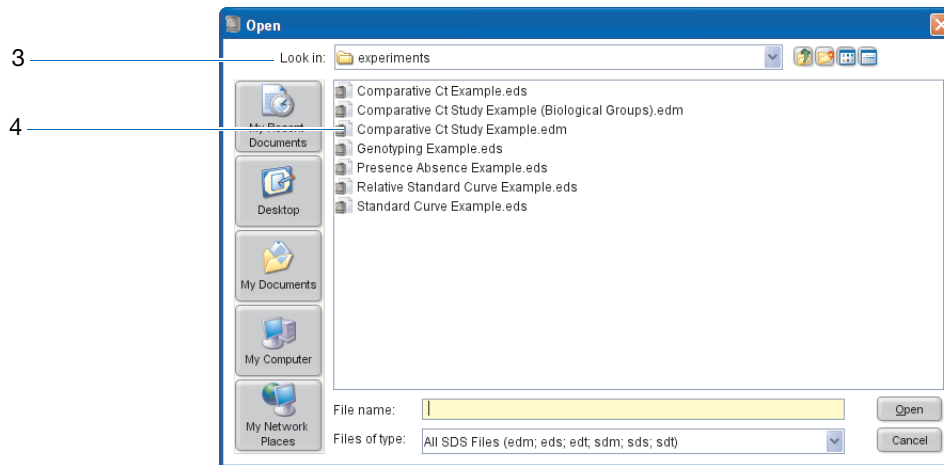 Open
3
Look in: experiments
Comparative Ct Example.eds
Comparative Ct Study Example (Biological Groups).edm
4
Comparative Ct Study Example.edm
Genotyping Example.eds
Presence Absence Example.eds
Relative Standard Curve Example.eds
Standard Curve Example.eds
My Recent
Documents
Desktop
My Documents
My Computer
My Network
Places
File name:
Open
Files of type: All SDS Files (edm; eds; edt; sdm; sds; sdt)
Cancel